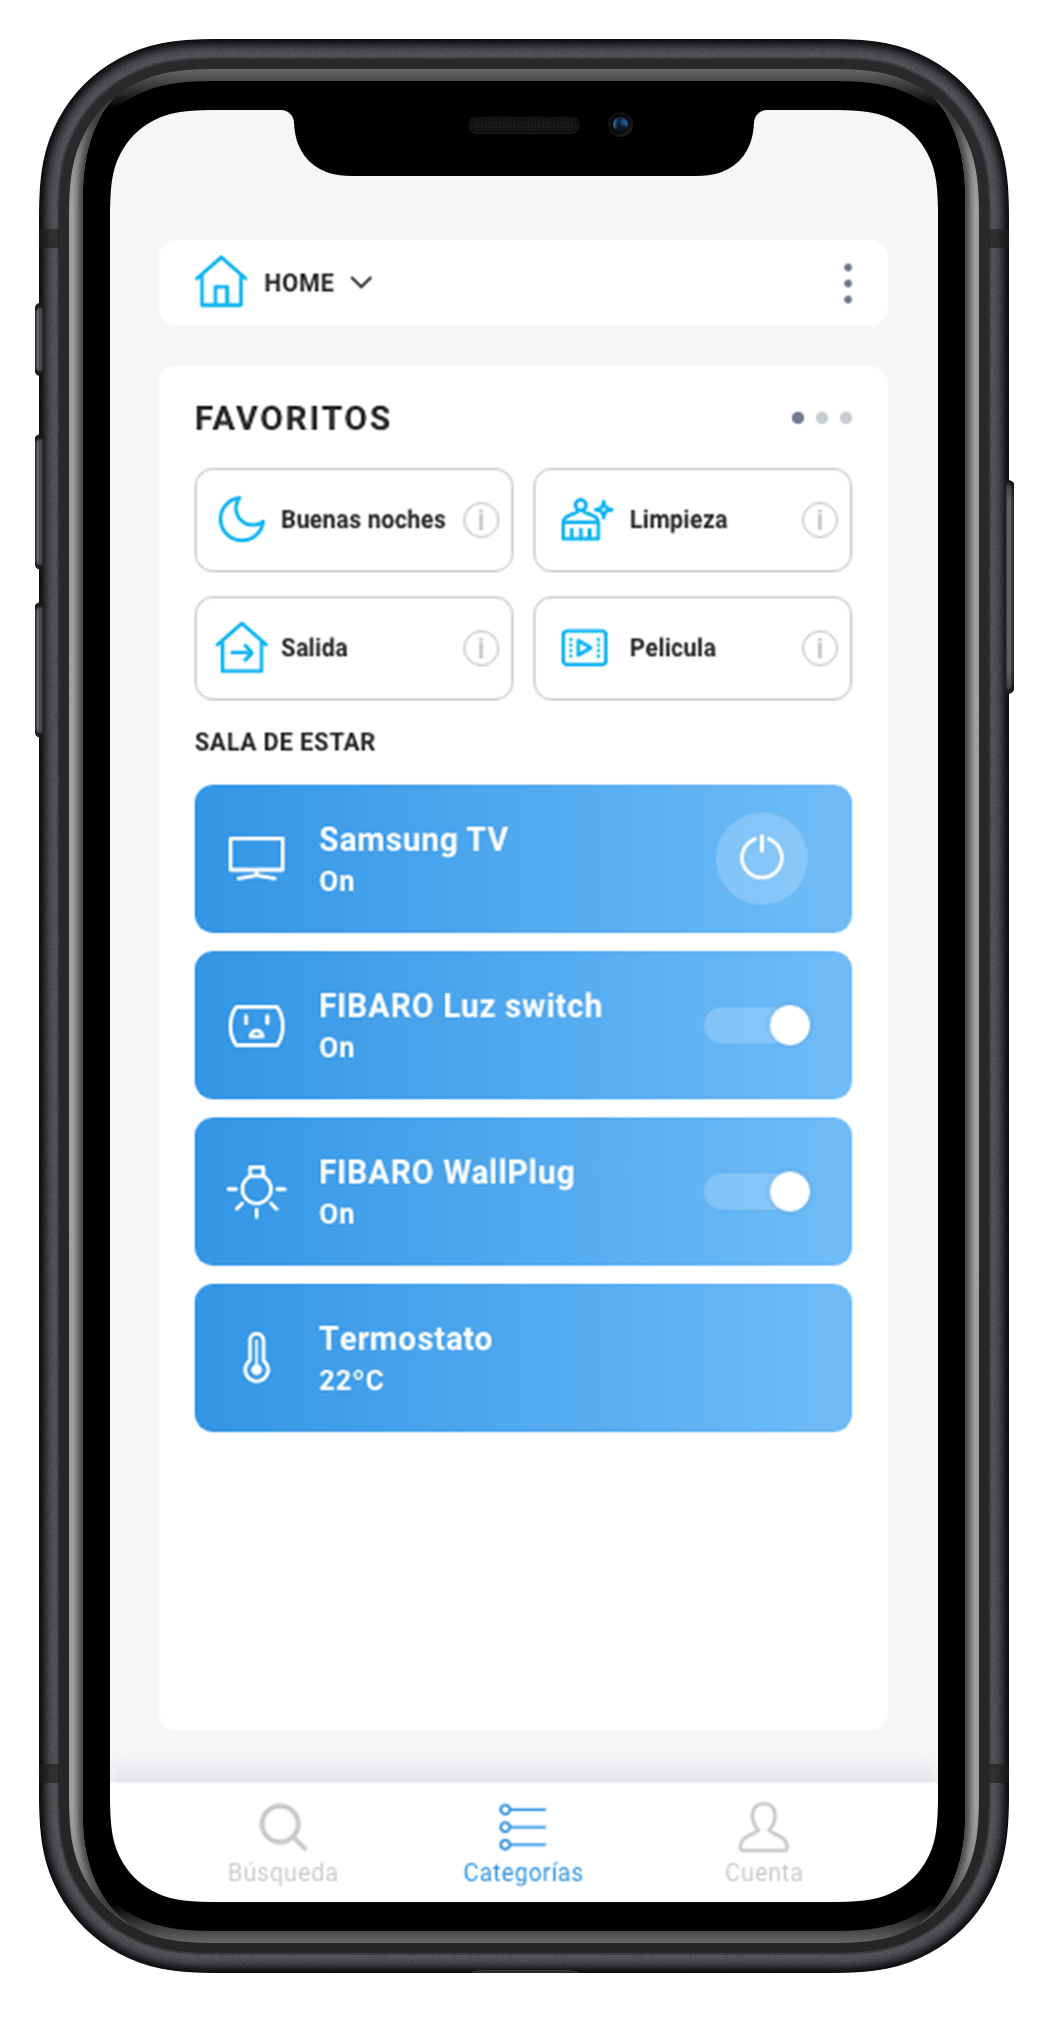 HOME
FAVORITOS
Buenas noches
Limpieza
Salida
Pelicula
SALA DE ESTAR
Samsung TV
On
FIBARO Luz switch
On
FIBARO WallPlug
On
Termostato
22°C
Búsqueda
Categorías
Cuenta